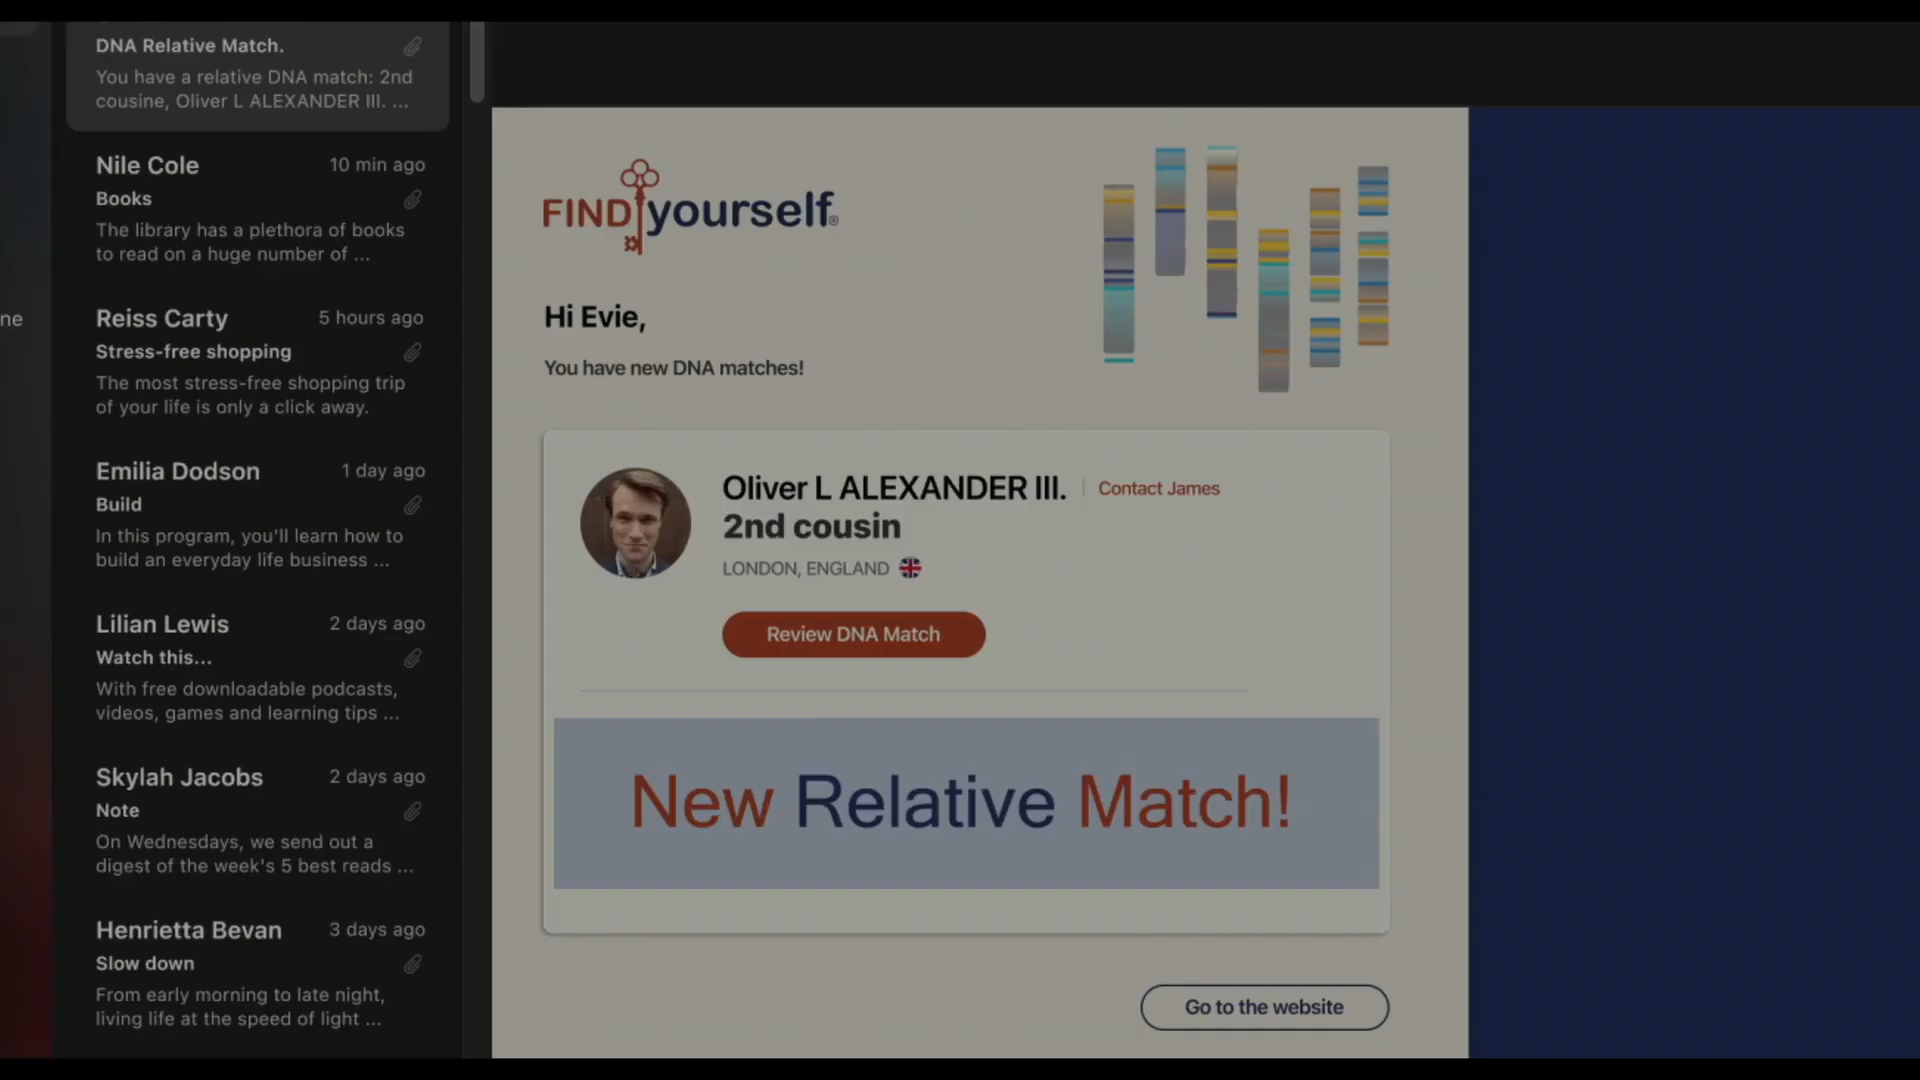 ne
DNA Relative Match.
You have a relative DNA match: 2nd
cousine, Oliver L ALEXANDER III. ...
Nile Cole
10 min ago
Books
The library has a plethora of books
to read on a huge number of ...
Reiss Carty
5 hours ago
Stress-free shopping
The most stress-free shopping trip
of your life is only a click away.
Emilia Dodson
1 day ago
Build
In this program, you'll learn how to
build an everyday life business ...
Lilian Lewis
2 days ago
Watch this...
With free downloadable podcasts,
videos, games and learning tips ...
Skylah Jacobs
2 days ago
Note
On Wednesdays, we send out a
digest of the week's 5 best reads ...
Henrietta Bevan
3 days ago
Slow down
From early morning to late night,
living life at the speed of light ...
FIND yourself®
Hi Evie,
You have new DNA matches!
Oliver L ALEXANDER III. | Contact James
2nd cousin
LONDON, ENGLAND
Review DNA Match
New Relative Match!
Go to the website